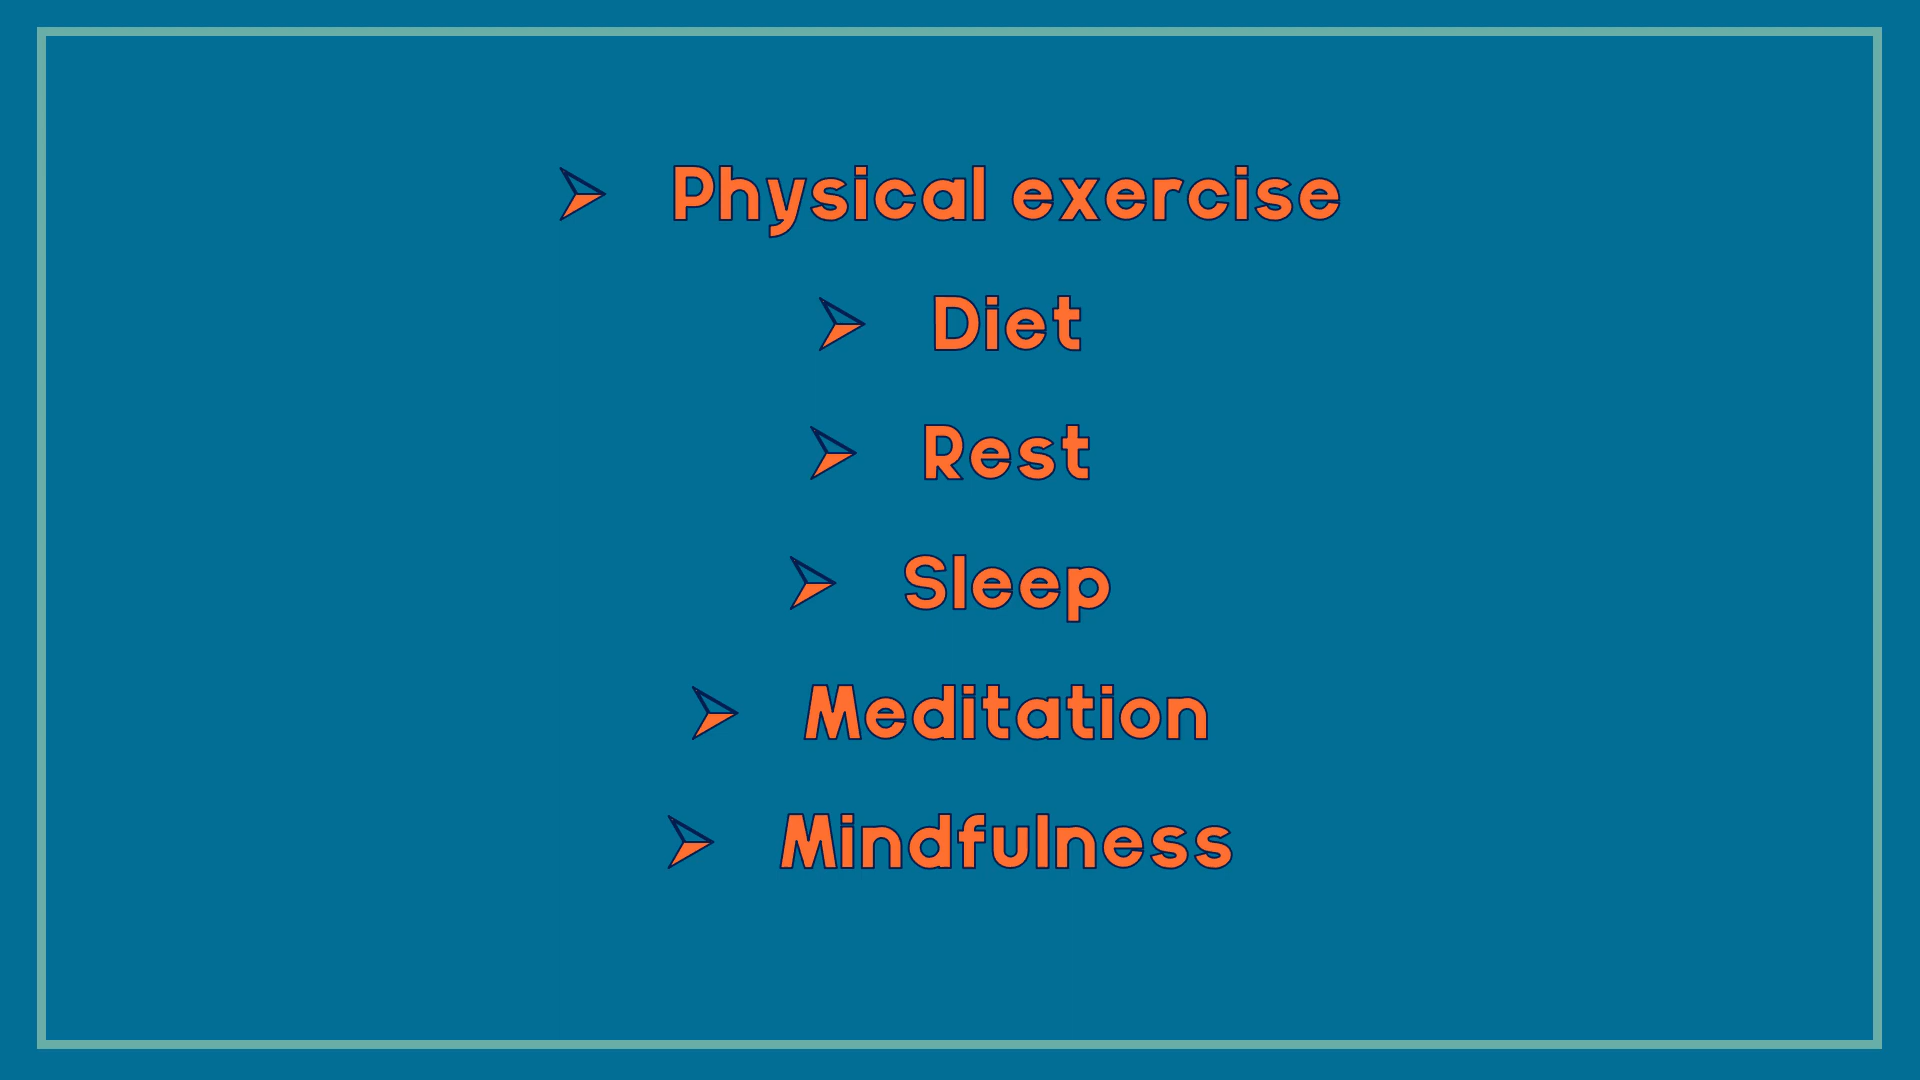 ➢ Physical exercise
➢ Diet
➢ Rest
➢ Sleep
➢ Meditation
➢ Mindfulness